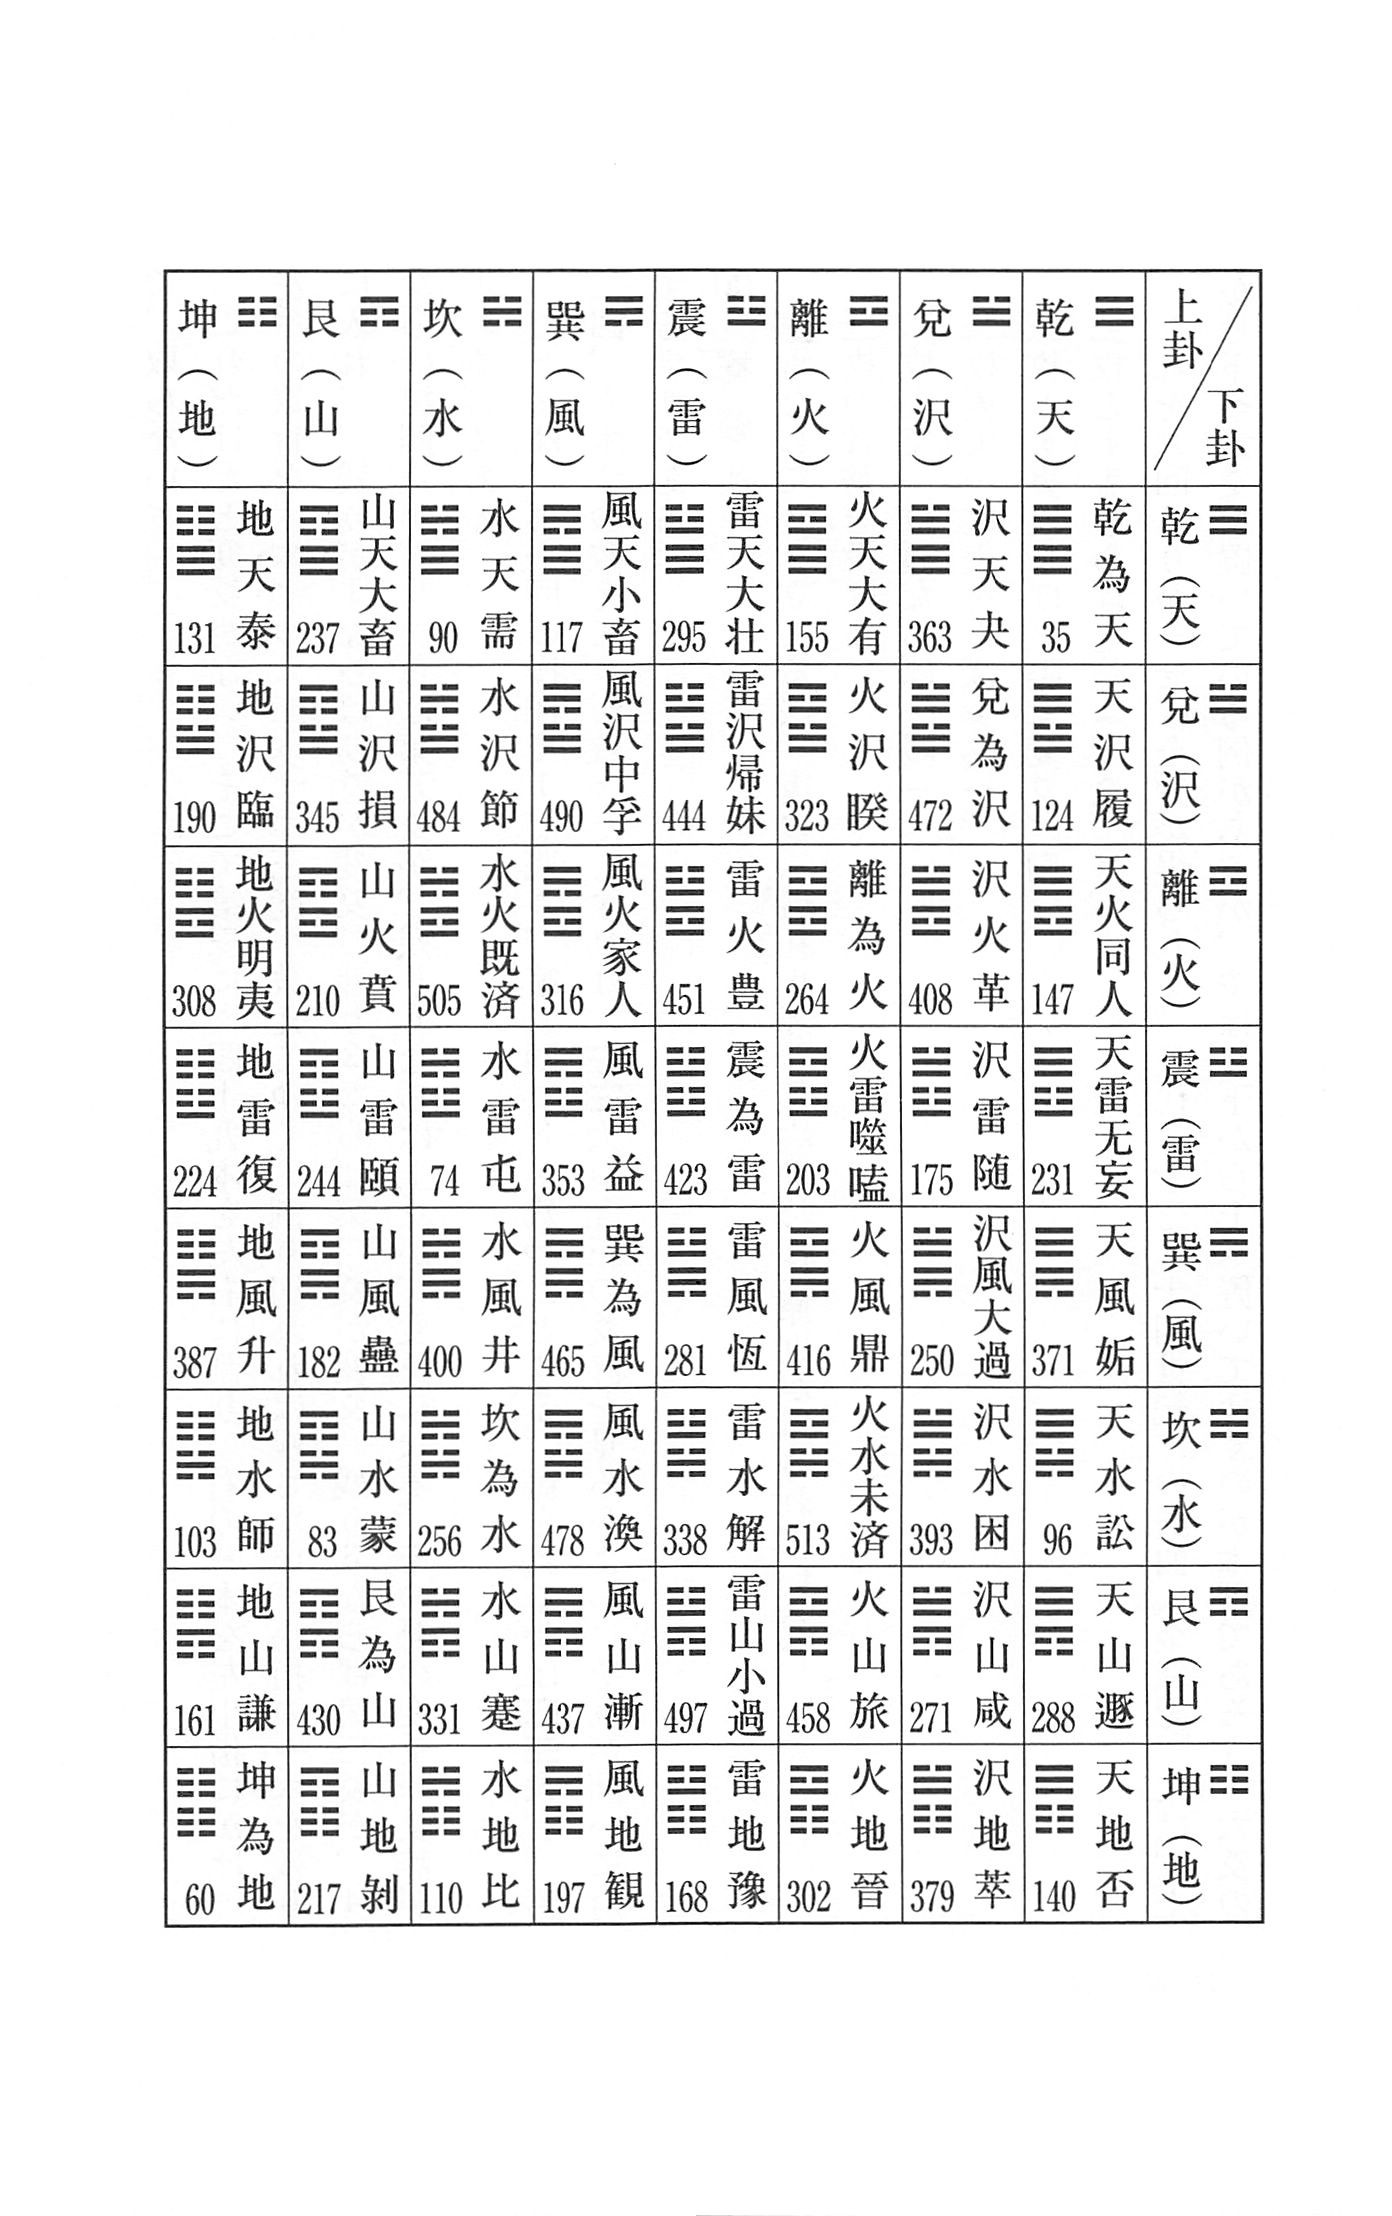 上卦／下卦
☰ 乾（天）
☱ 兌（沢）
☲ 離（火）
☳ 震（雷）
☴ 巽（風）
☵ 坎（水）
☶ 艮（山）
☷ 坤（地）
☰ 乾（天）
乾為天 35
沢天夬 363
火天大有 155
雷天大壮 295
風天小畜 117
水天需 90
山天大畜 237
地天泰 131
☱ 兌（沢）
天沢履 124
兌為沢 472
火沢睽 323
雷沢帰妹 444
風沢中孚 490
水沢節 484
山沢損 345
地沢臨 190
☲ 離（火）
天火同人 147
沢火革 408
離為火 264
雷火豊 451
風火家人 316
水火既済 505
山火賁 210
地火明夷 308
☳ 震（雷）
天雷无妄 231
沢雷随 175
火雷噬嗑 203
震為雷 423
風雷益 353
水雷屯 74
山雷頤 244
地雷復 224
☴ 巽（風）
天風姤 371
沢風大過 250
火風鼎 416
雷風恆 281
巽為風 465
水風井 400
山風蠱 182
地風升 387
☵ 坎（水）
天水訟 96
沢水困 393
火水未済 513
雷水解 338
風水渙 478
坎為水 256
山水蒙 83
地水師 103
☶ 艮（山）
天山遯 288
沢山咸 271
火山旅 458
雷山小過 497
風山漸 437
水山蹇 331
艮為山 430
地山謙 161
☷ 坤（地）
天地否 140
沢地萃 379
火地晉 302
雷地豫 168
風地観 197
水地比 110
山地剝 217
坤為地 60